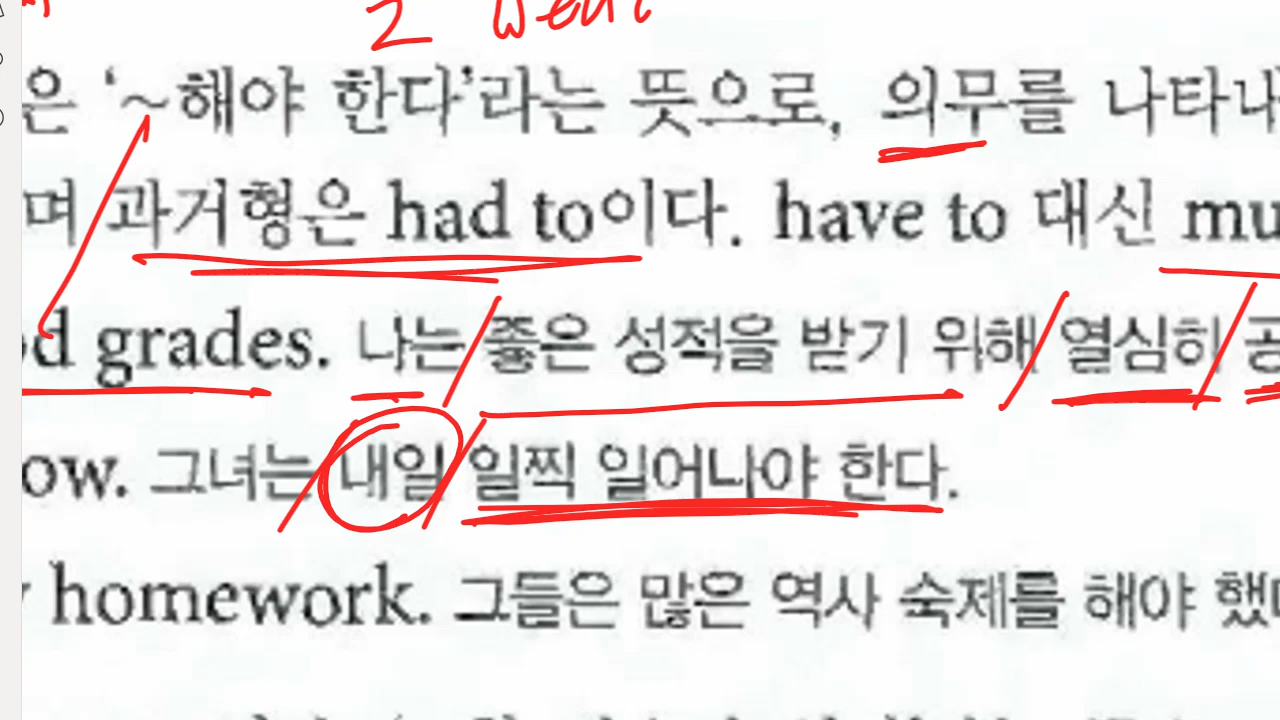 2 Wea
은 ‘~해야 한다’라는 뜻으로, 의무를 나타내
며 과거형은 had to이다. have to 대신 mu
d grades. 나는 좋은 성적을 받기 위해 열심히 공
ow. 그녀는 내일 일찍 일어나야 한다.
homework. 그들은 많은 역사 숙제를 해야 했